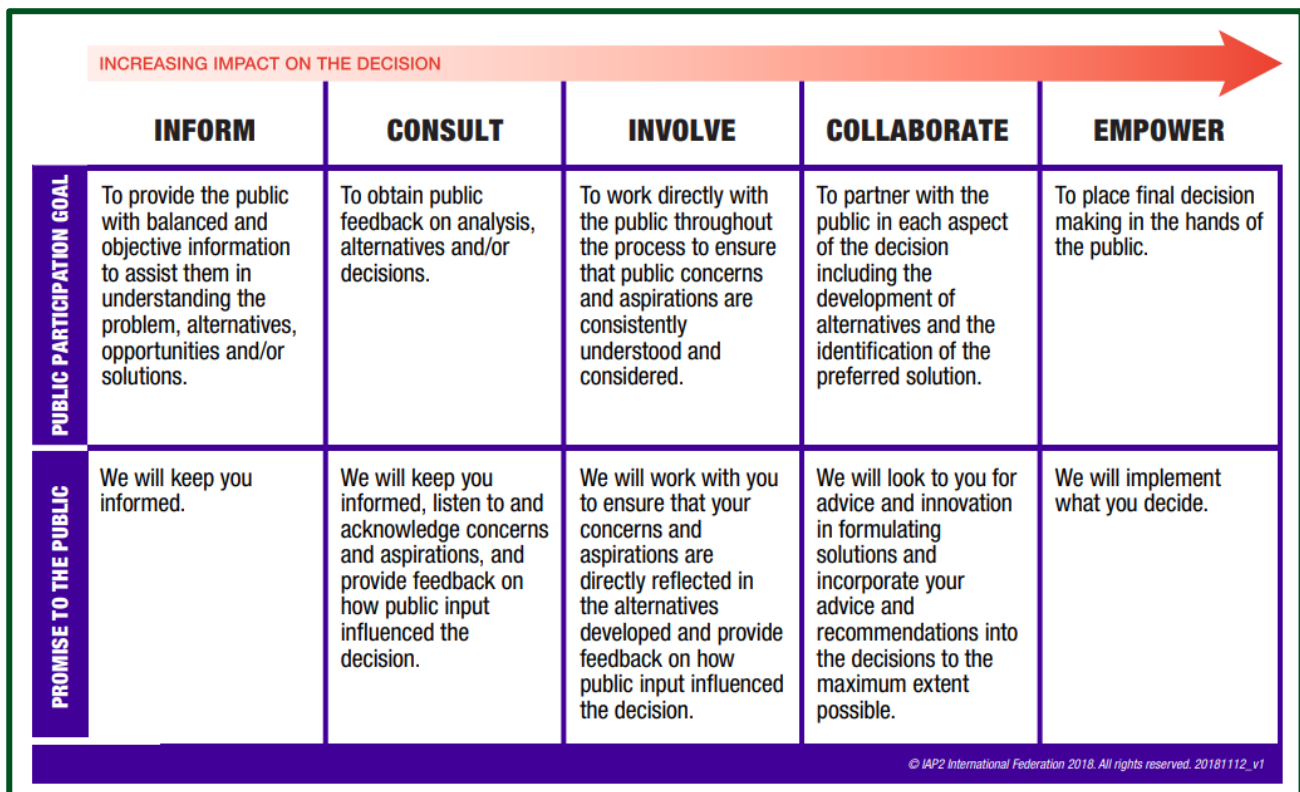 INCREASING IMPACT ON THE DECISION
INFORM
CONSULT
INVOLVE
COLLABORATE
EMPOWER
PUBLIC PARTICIPATION GOAL
To provide the public
with balanced and
objective information
to assist them in
understanding the
problem, alternatives,
opportunities and/or
solutions.
To obtain public
feedback on analysis,
alternatives and/or
decisions.
To work directly with
the public throughout
the process to ensure
that public concerns
and aspirations are
consistently
understood and
considered.
To partner with the
public in each aspect
of the decision
including the
development of
alternatives and the
identification of the
preferred solution.
To place final decision
making in the hands of
the public.
PROMISE TO THE PUBLIC
We will keep you
informed.
We will keep you
informed, listen to and
acknowledge concerns
and aspirations, and
provide feedback on
how public input
influenced the
decision.
We will work with you
to ensure that your
concerns and
aspirations are
directly reflected in
the alternatives
developed and provide
feedback on how
public input influenced
the decision.
We will look to you for
advice and innovation
in formulating
solutions and
incorporate your
advice and
recommendations into
the decisions to the
maximum extent
possible.
We will implement
what you decide.
© IAP2 International Federation 2018. All rights reserved. 20181112_v1